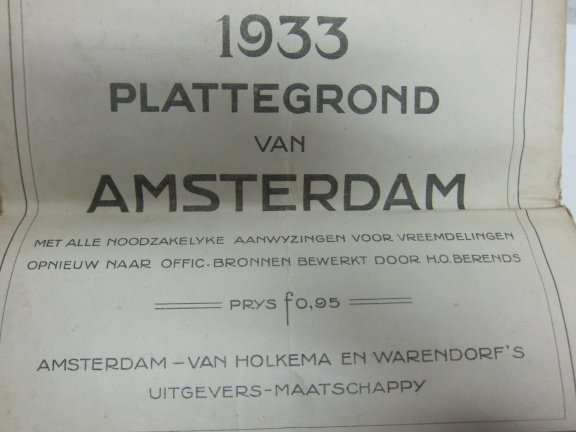 1933
PLATTEGROND
VAN
AMSTERDAM
MET ALLE NOODZAKELYKE AANWYZINGEN VOOR VREEMDELINGEN
OPNIEUW NAAR OFFIC. BRONNEN BEWERKT DOOR H.O. BERENDS
PRYS f 0,95
AMSTERDAM – VAN HOLKEMA EN WARENDORF'S
UITGEVERS-MAATSCHAPPY